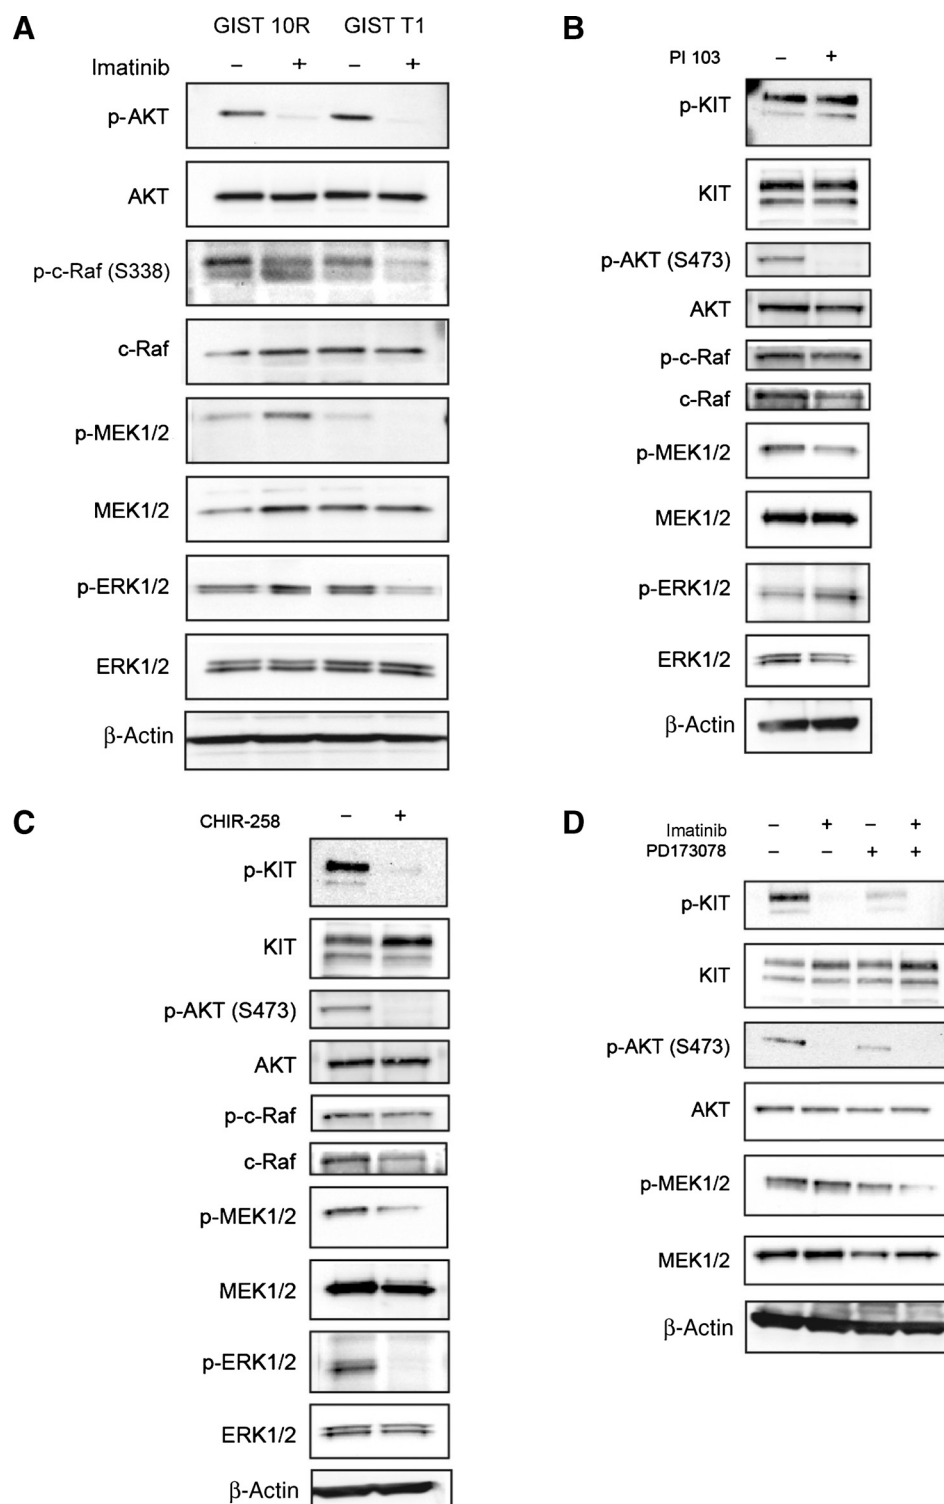 A
GIST 10R GIST T1
Imatinib − + − +
p-AKT
AKT
p-c-Raf (S338)
c-Raf
p-MEK1/2
MEK1/2
p-ERK1/2
ERK1/2
β-Actin
B
PI 103 − +
p-KIT
KIT
p-AKT (S473)
AKT
p-c-Raf
c-Raf
p-MEK1/2
MEK1/2
p-ERK1/2
ERK1/2
β-Actin
C
CHIR-258 − +
p-KIT
KIT
p-AKT (S473)
AKT
p-c-Raf
c-Raf
p-MEK1/2
MEK1/2
p-ERK1/2
ERK1/2
β-Actin
D
Imatinib − + − +
PD173078 − − + +
p-KIT
KIT
p-AKT (S473)
AKT
p-MEK1/2
MEK1/2
β-Actin